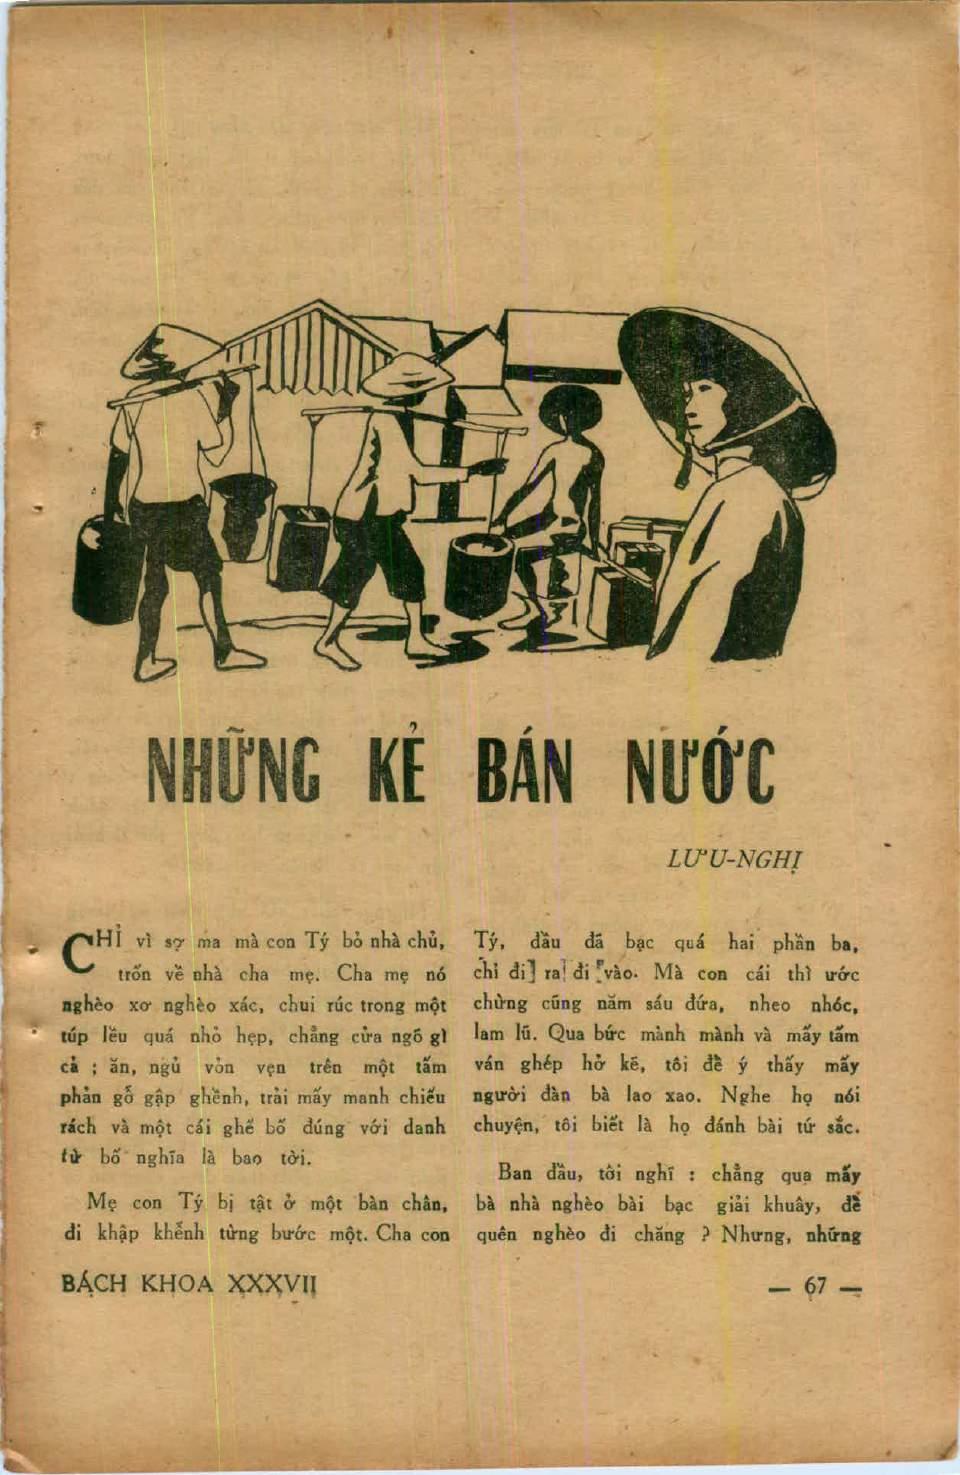 NHỮNG KẺ BÁN NƯỚC
LƯU-NGHỊ
CHỈ vì sợ ma mà con Tý bỏ nhà chủ,
trốn về nhà cha mẹ. Cha mẹ nó
nghèo xơ nghèo xác, chui rúc trong một
túp lều quá nhỏ hẹp, chẳng cửa ngõ gì
cả ; ăn, ngủ vỏn vẹn trên một tấm
phản gỗ gập ghềnh, trải mấy manh chiếu
rách và một cái ghế bố đúng với danh
từ bố nghĩa là bao tời.
Mẹ con Tý bị tật ở một bàn chân,
đi khập khễnh từng bước một. Cha con
Tý, đầu đã bạc quá hai phần ba,
chỉ đi ra đi vào. Mà con cái thì ước
chừng cũng năm sáu đứa, nheo nhóc,
lam lũ. Qua bức mành mành và mấy tấm
ván ghép hở kẽ, tôi để ý thấy mấy
người đàn bà lao xao. Nghe họ nói
chuyện, tôi biết là họ đánh bài tứ sắc.
Ban đầu, tôi nghĩ : chẳng qua mấy
bà nhà nghèo bài bạc giải khuây, để
quên nghèo đi chăng ? Nhưng, những
BÁCH KHOA XXXVII
— 67 —